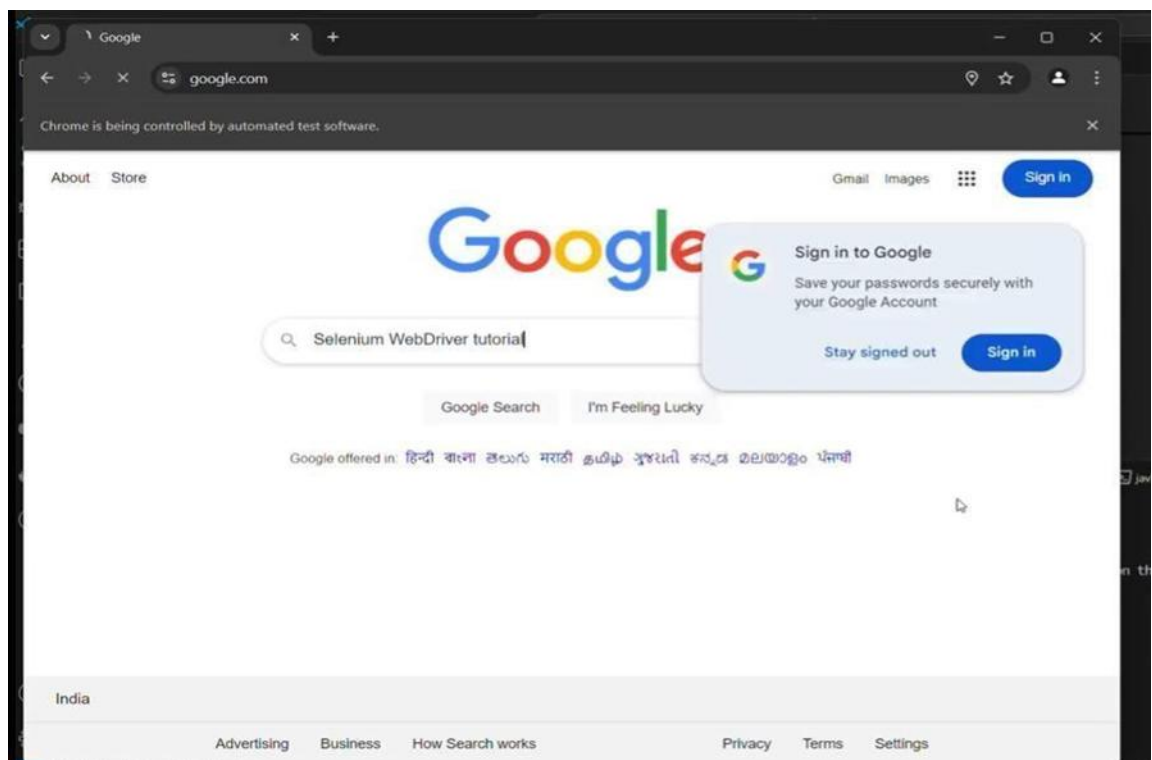 Google
google.com
Chrome is being controlled by automated test software.
About Store
Gmail Images Sign in
Google
Sign in to Google
Save your passwords securely with
your Google Account
Stay signed out Sign in
Selenium WebDriver tutorial
Google Search I'm Feeling Lucky
Google offered in: हिन्दी বাংলা తెలుగు मराठी தமிழ் ગુજરાતી ಕನ್ನಡ മലയാളം ਪੰਜਾਬੀ
jav
on th
India
Advertising Business How Search works Privacy Terms Settings